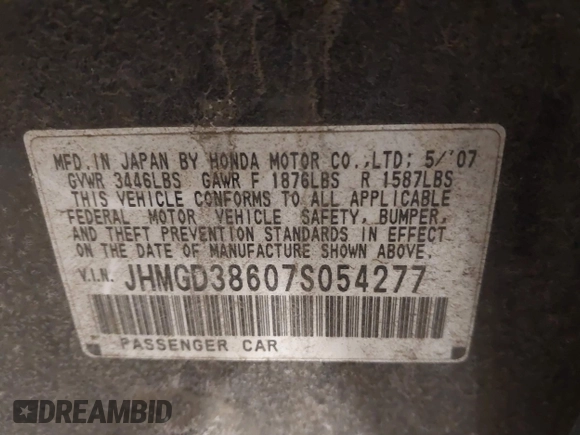 MFD. IN JAPAN BY HONDA MOTOR CO.,LTD; 5/'07
GVWR 3446LBS GAWR F 1876LBS R 1587LBS
THIS VEHICLE CONFORMS TO ALL APPLICABLE
FEDERAL MOTOR VEHICLE SAFETY, BUMPER,
AND THEFT PREVENTION STANDARDS IN EFFECT
ON THE DATE OF MANUFACTURE SHOWN ABOVE.
V.I.N. JHMGD38607S054277
PASSENGER CAR
DREAMBID